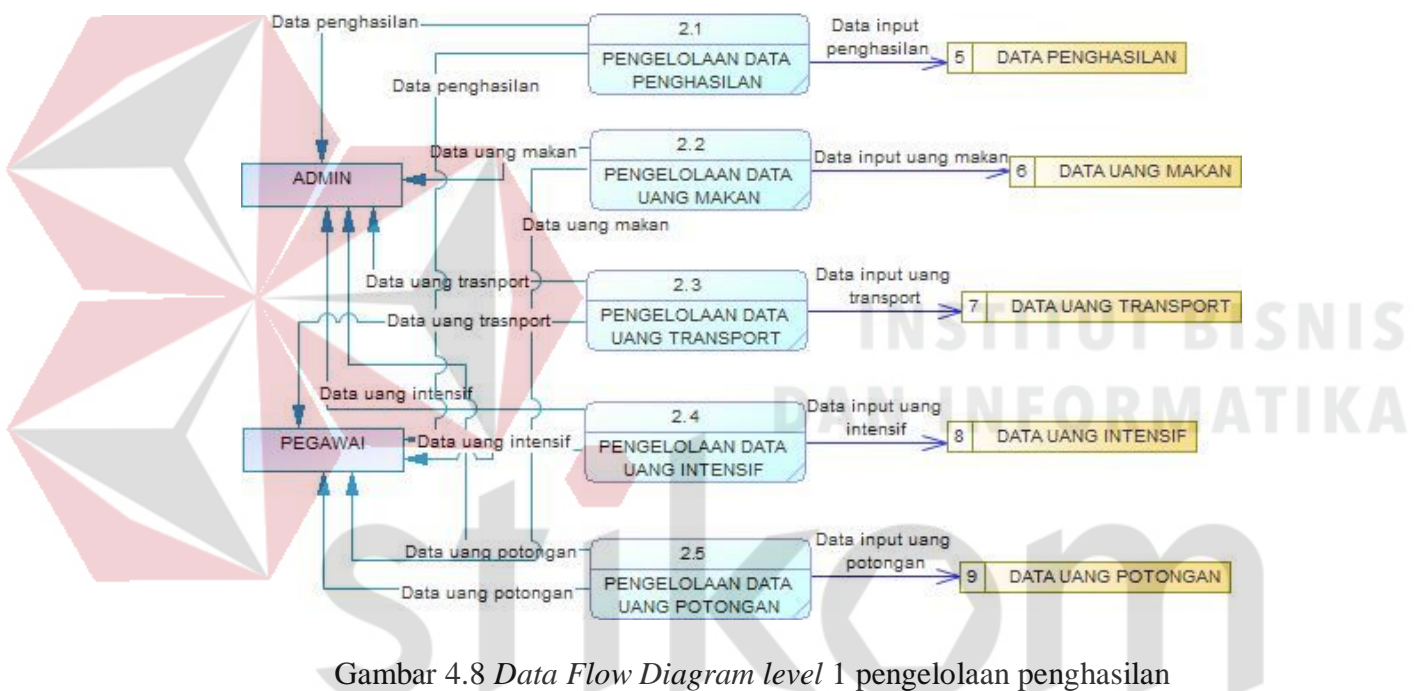 Data penghasilan
2.1
PENGELOLAAN DATA
PENGHASILAN
Data input
penghasilan
5 DATA PENGHASILAN
Data penghasilan
ADMIN
Data uang makan
2.2
PENGELOLAAN DATA
UANG MAKAN
Data input uang makan
6 DATA UANG MAKAN
Data uang makan
Data uang trasnport
2.3
PENGELOLAAN DATA
UANG TRANSPORT
Data input uang
transport
7 DATA UANG TRANSPORT
Data uang trasnport
INSTITUT BISNIS
DAN INFORMATIKA
Data uang intensif
2.4
PENGELOLAAN DATA
UANG INTENSIF
Data input uang
intensif
8 DATA UANG INTENSIF
PEGAWAI
Data uang intensif
stikom
Data uang potongan
2.5
PENGELOLAAN DATA
UANG POTONGAN
Data input uang
potongan
9 DATA UANG POTONGAN
Data uang potongan
Gambar 4.8 Data Flow Diagram level 1 pengelolaan penghasilan